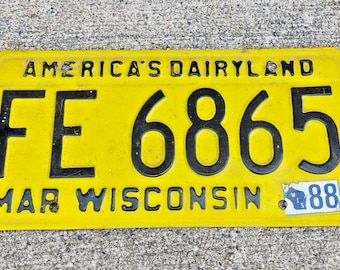 AMERICA'S DAIRYLAND
FE 6865
MAR WISCONSIN 88